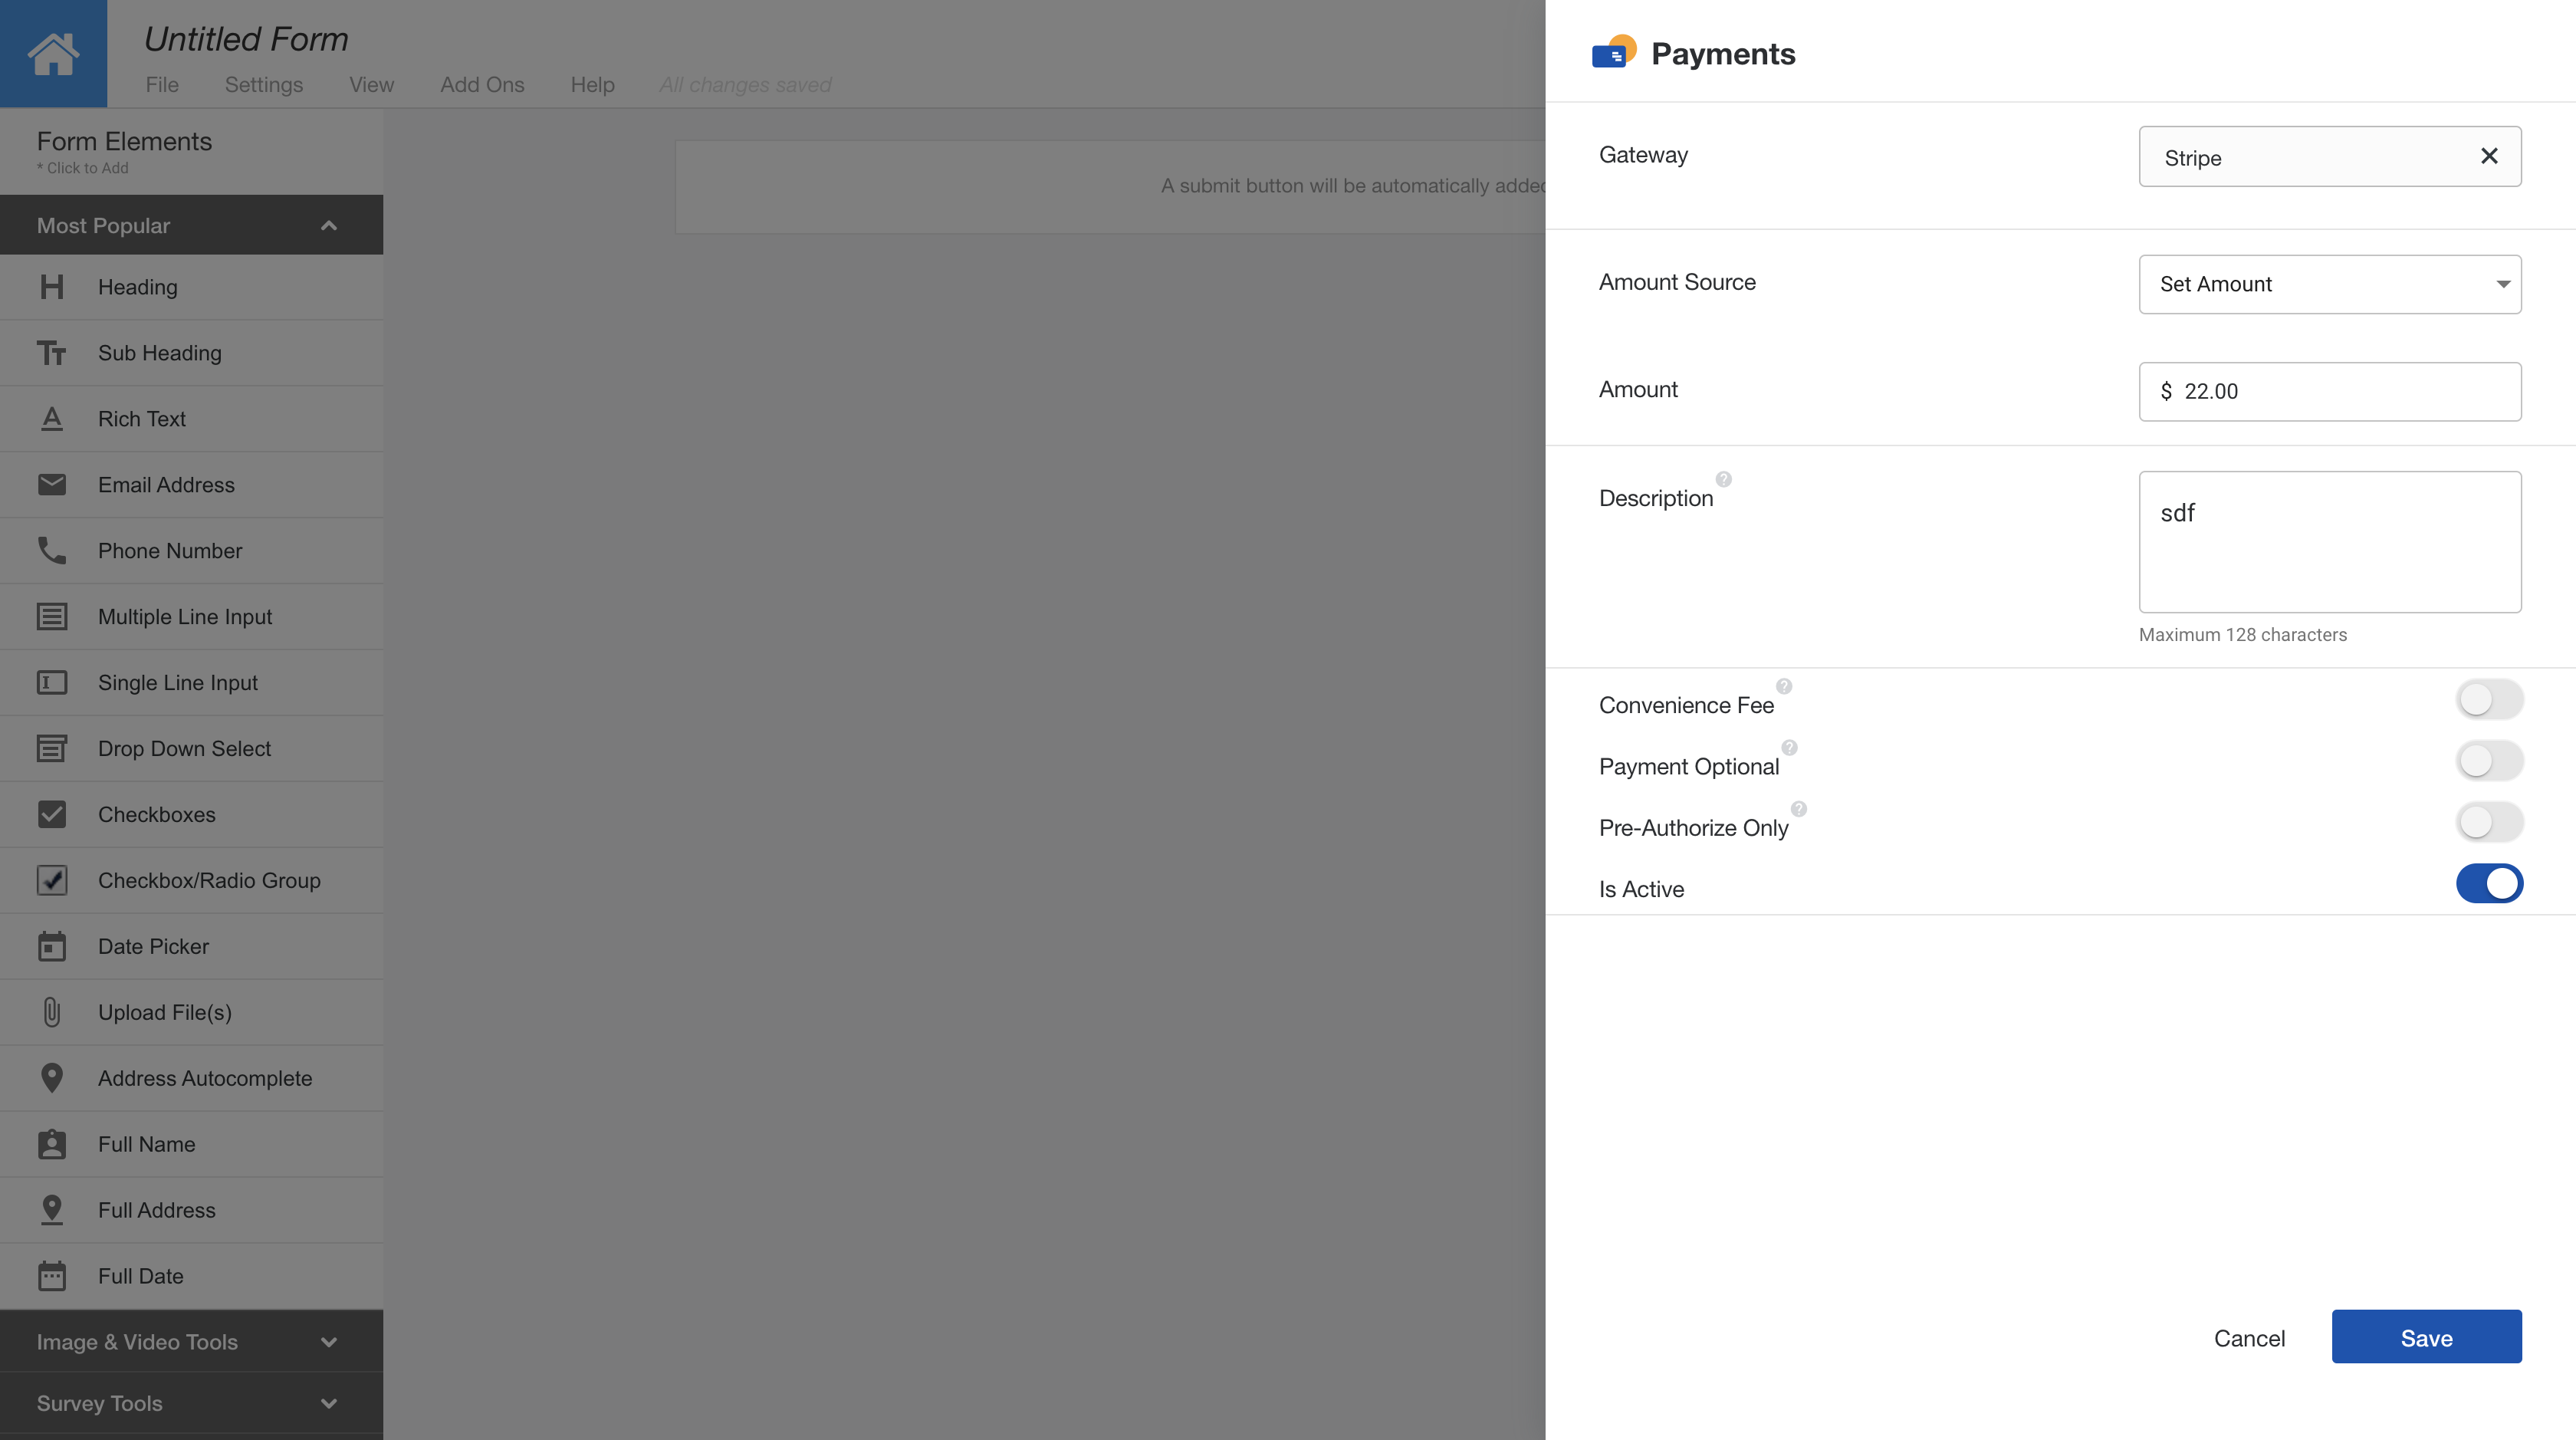 Untitled Form
File Settings View Add Ons Help All changes saved
Form Elements
* Click to Add
Most Popular
Heading
Sub Heading
Rich Text
Email Address
Phone Number
Multiple Line Input
Single Line Input
Drop Down Select
Checkboxes
Checkbox/Radio Group
Date Picker
Upload File(s)
Address Autocomplete
Full Name
Full Address
Full Date
Image & Video Tools
Survey Tools
A submit button will be automatically added
Payments
Gateway
Stripe
Amount Source
Set Amount
Amount
$ 22.00
Description ?
sdf
Maximum 128 characters
Convenience Fee ?
Payment Optional ?
Pre-Authorize Only ?
Is Active
Cancel
Save